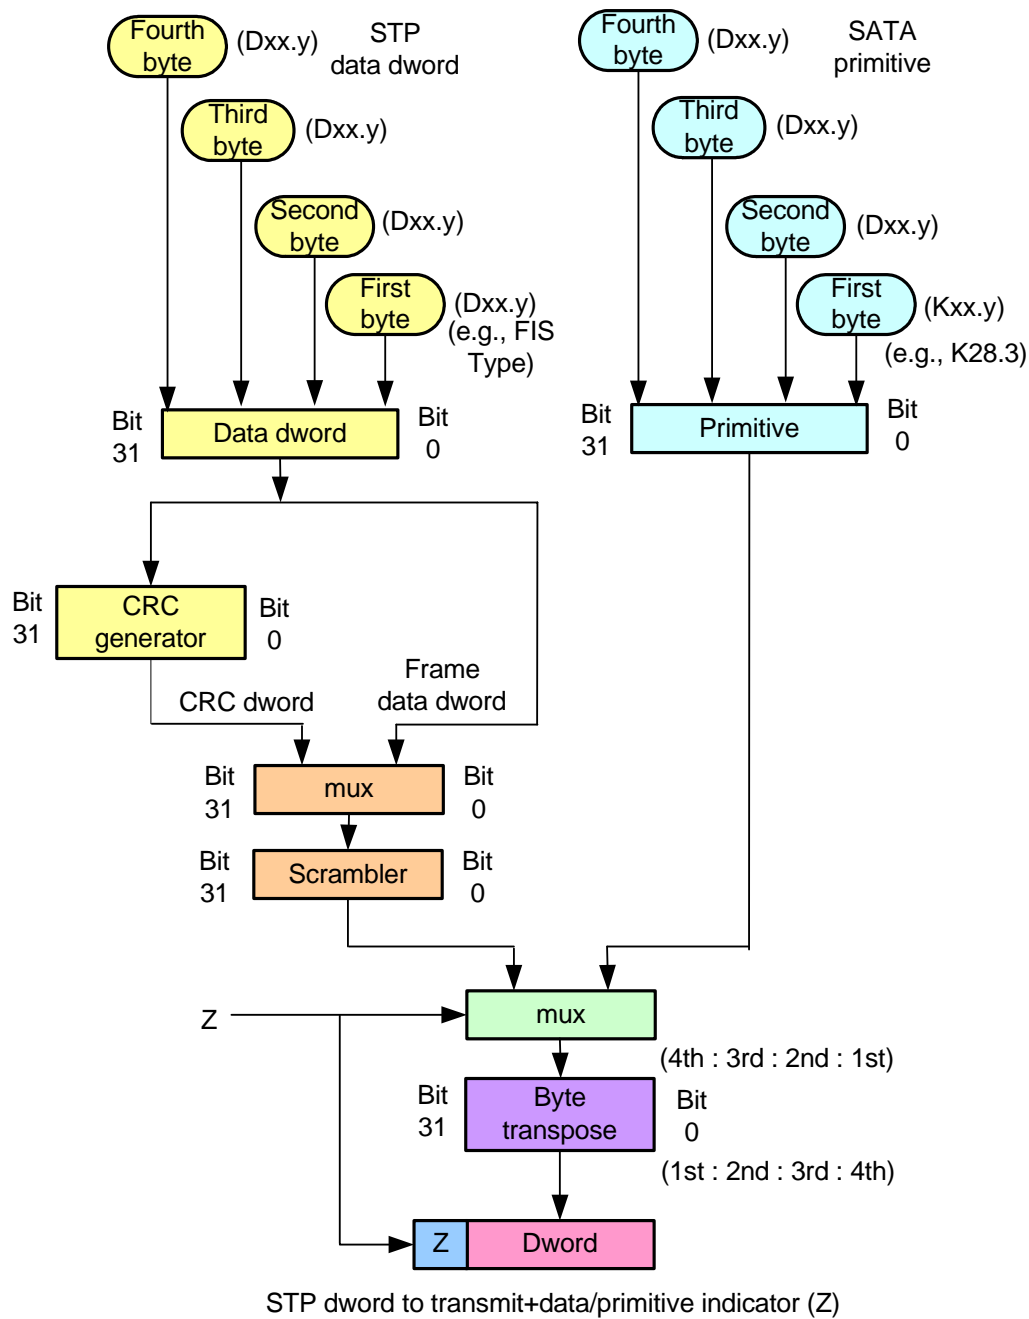 Fourth
byte
(Dxx.y)
STP
data dword
Third
byte
(Dxx.y)
Second
byte
(Dxx.y)
First
byte
(Dxx.y)
(e.g., FIS
Type)
Bit
31
Data dword
Bit
0
Fourth
byte
(Dxx.y)
SATA
primitive
Third
byte
(Dxx.y)
Second
byte
(Dxx.y)
First
byte
(Kxx.y)
(e.g., K28.3)
Bit
31
Primitive
Bit
0
Bit
31
CRC
generator
Bit
0
CRC dword
Frame
data dword
Bit
31
mux
Bit
0
Bit
31
Scrambler
Bit
0
Z
mux
(4th : 3rd : 2nd : 1st)
Bit
31
Byte
transpose
Bit
0
(1st : 2nd : 3rd : 4th)
Z
Dword
STP dword to transmit+data/primitive indicator (Z)